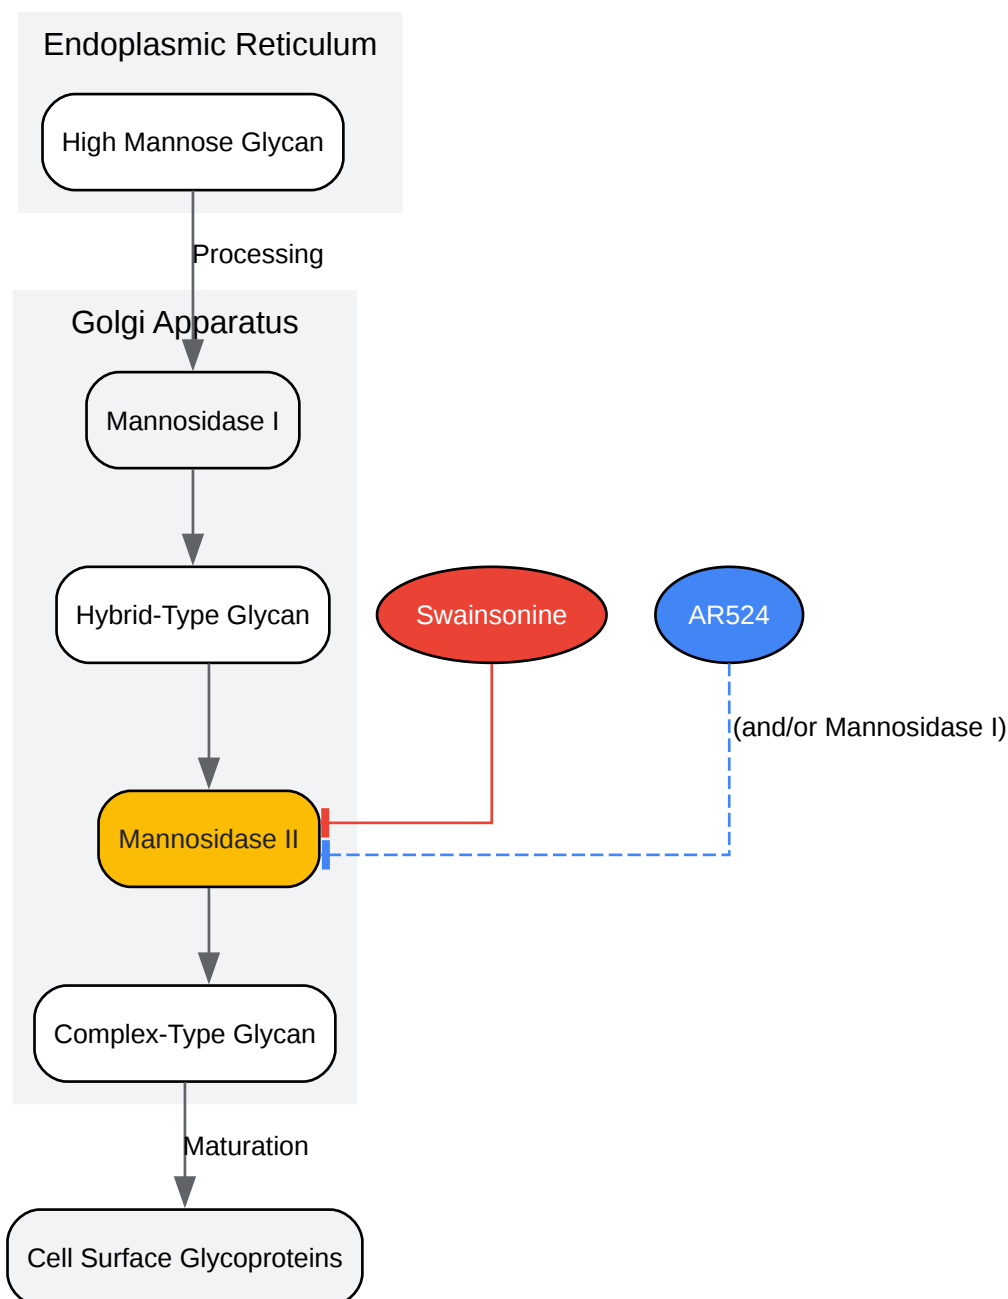 Endoplasmic Reticulum
High Mannose Glycan
Processing
Golgi Apparatus
Mannosidase I
Hybrid-Type Glycan
Swainsonine
AR524
(and/or Mannosidase I)
Mannosidase II
Complex-Type Glycan
Maturation
Cell Surface Glycoproteins